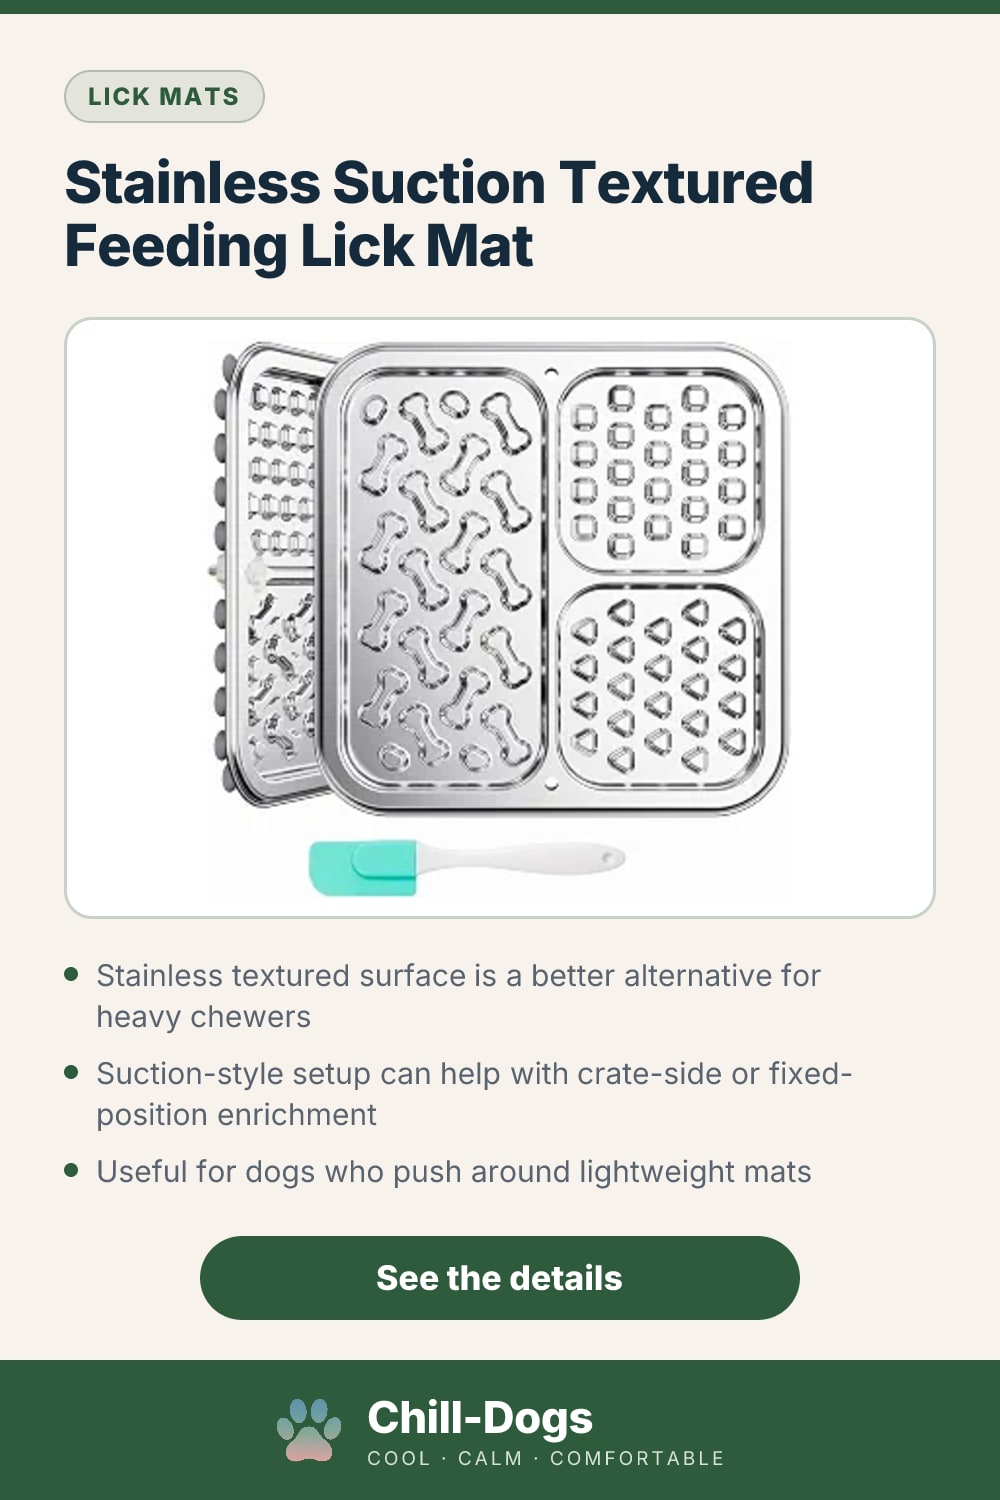 LICK MATS
Stainless Suction Textured
Feeding Lick Mat
Stainless textured surface is a better alternative for
heavy chewers
Suction-style setup can help with crate-side or fixed-
position enrichment
Useful for dogs who push around lightweight mats
See the details
Chill-Dogs
COOL · CALM · COMFORTABLE